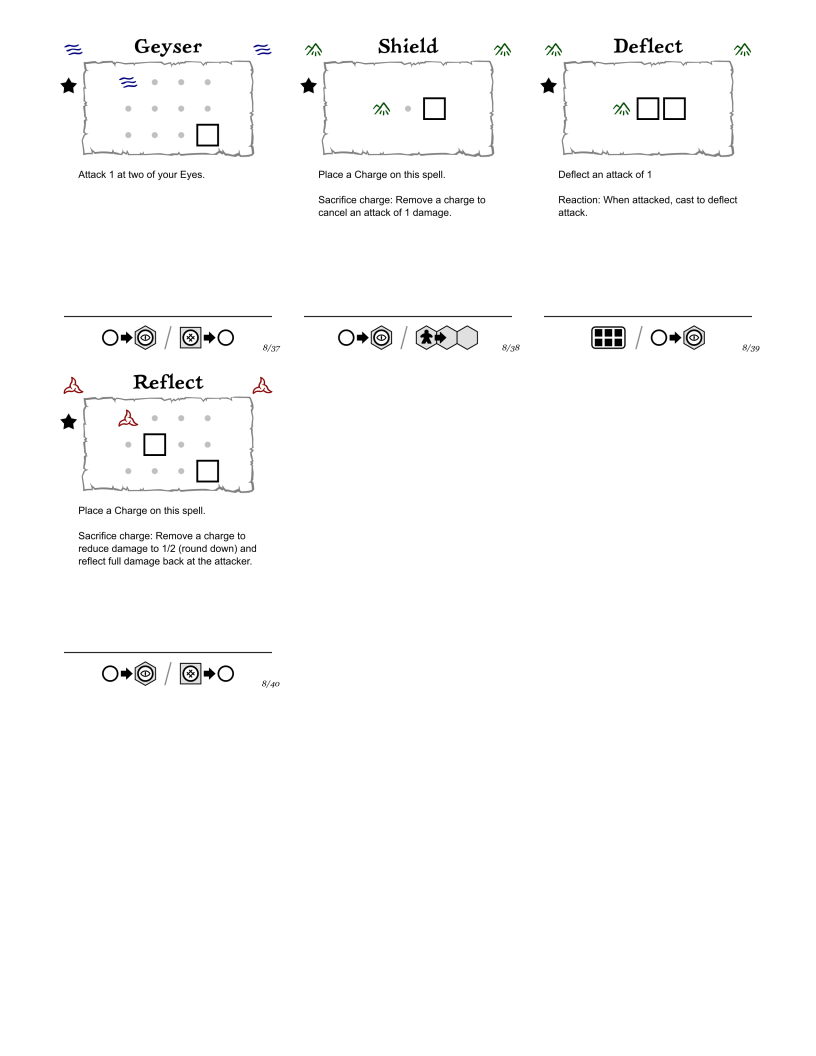 Geyser
Attack 1 at two of your Eyes.
8/37
Shield
Place a Charge on this spell.
Sacrifice charge: Remove a charge to
cancel an attack of 1 damage.
8/38
Deflect
Deflect an attack of 1
Reaction: When attacked, cast to deflect
attack.
8/39
Reflect
Place a Charge on this spell.
Sacrifice charge: Remove a charge to
reduce damage to 1/2 (round down) and
reflect full damage back at the attacker.
8/40